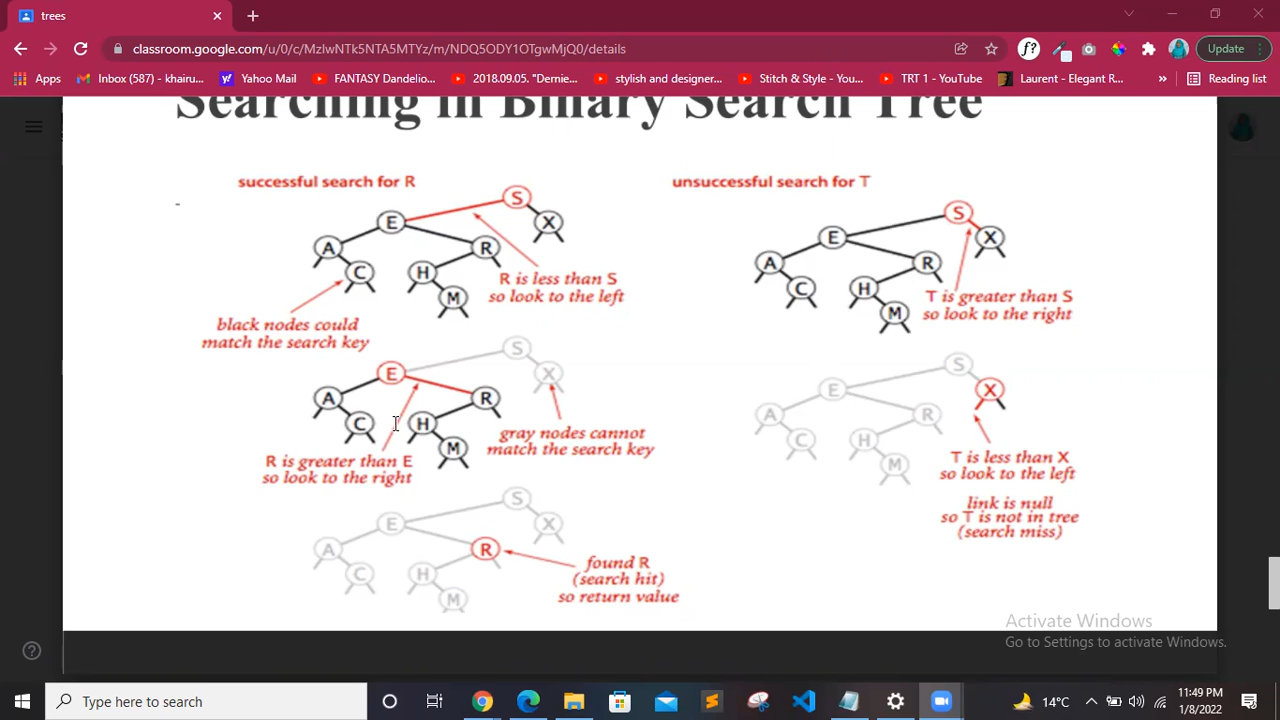 trees
classroom.google.com/u/0/c/MzIwNTk5NTA5MTYz/m/NDQ5ODY1OTgwMjQ0/details
Update
Apps
Inbox (587) - khairu...
Yahoo Mail
FANTASY Dandelio...
2018.09.05. "Dernie...
stylish and designer...
Stitch & Style - You...
TRT 1 - YouTube
Laurent - Elegant R...
»
Reading list
Searching in Binary Search Tree
successful search for R
S
E
X
A
R
C
H
M
R is less than S
so look to the left
black nodes could
match the search key
S
E
X
A
R
C
H
M
gray nodes cannot
match the search key
R is greater than E
so look to the right
S
E
X
A
R
C
H
M
found R
(search hit)
so return value
unsuccessful search for T
S
E
X
A
R
C
H
M
T is greater than S
so look to the right
S
E
X
A
R
C
H
M
T is less than X
so look to the left
link is null
so T is not in tree
(search miss)
Activate Windows
Go to Settings to activate Windows.
Type here to search
14°C
11:49 PM
1/8/2022